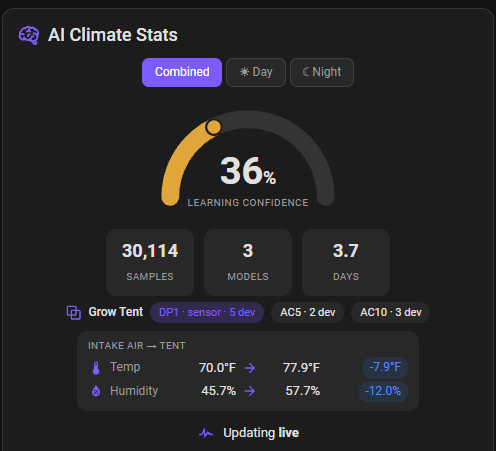 AI Climate Stats
Combined
☀ Day
☾ Night
36%
LEARNING CONFIDENCE
30,114
SAMPLES
3
MODELS
3.7
DAYS
Grow Tent DP1 · sensor · 5 dev AC5 · 2 dev AC10 · 3 dev
INTAKE AIR → TENT
Temp 70.0°F → 77.9°F -7.9°F
Humidity 45.7% → 57.7% -12.0%
Updating live